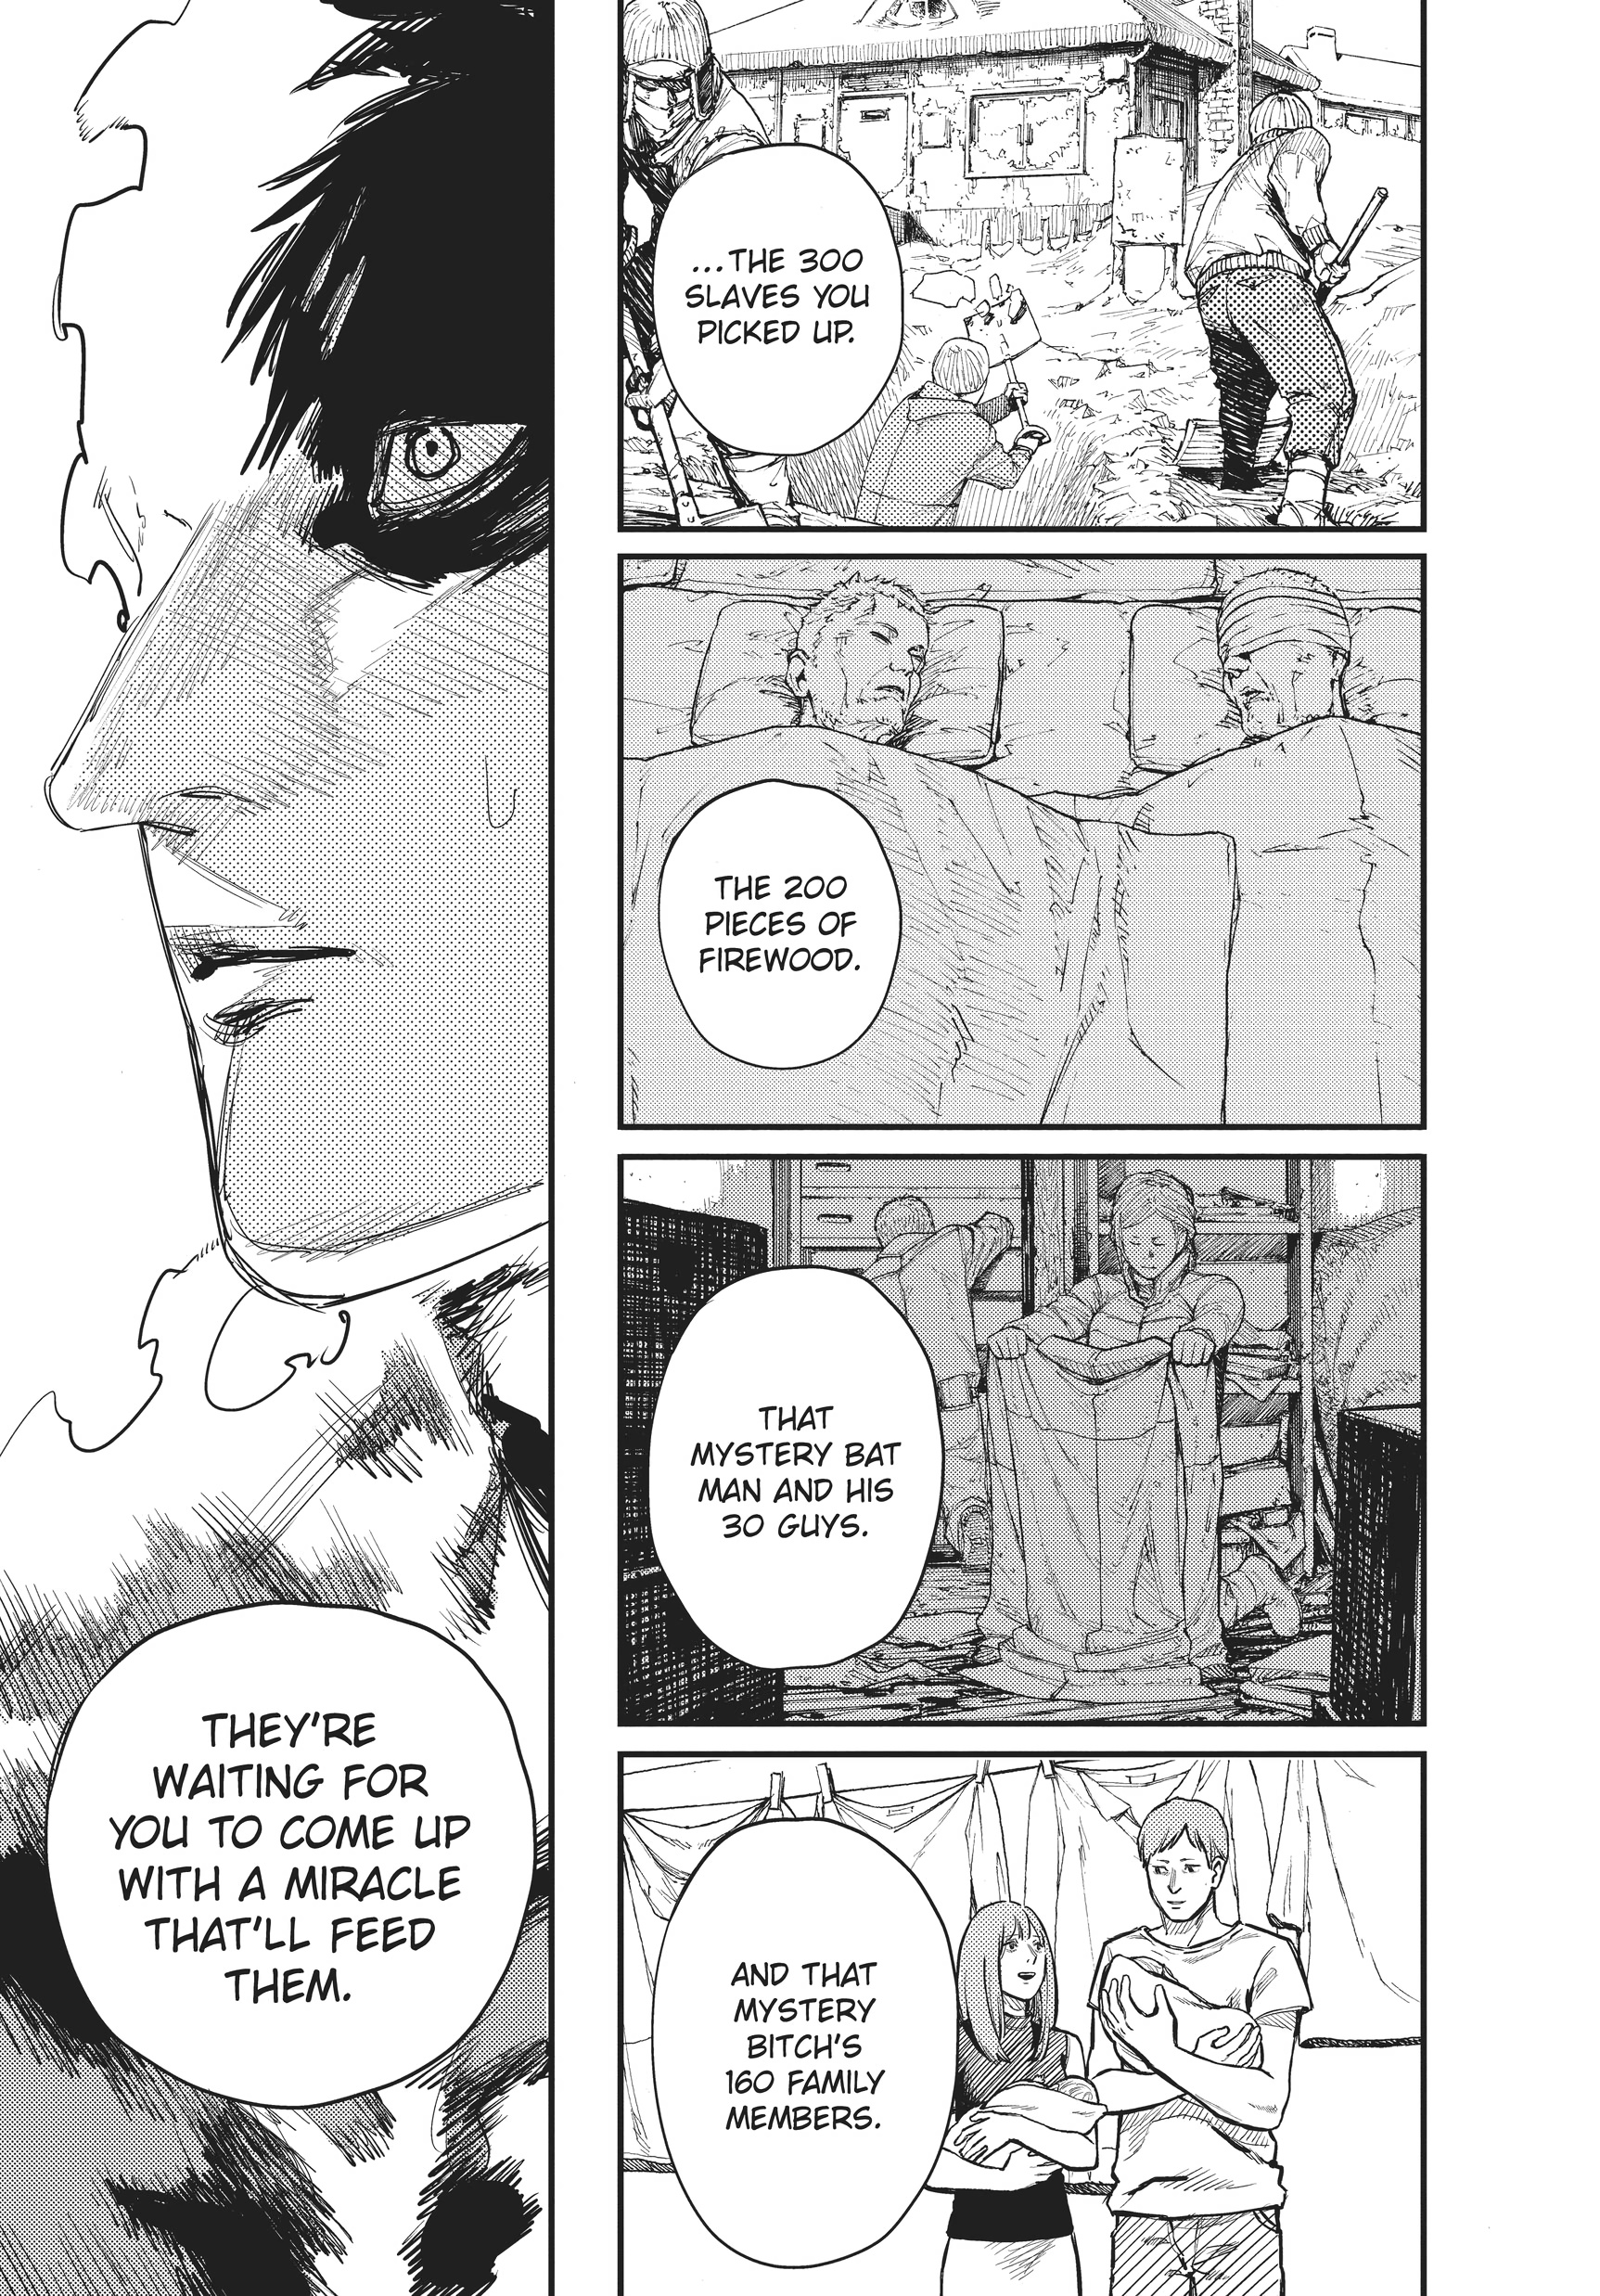 ...THE 300
SLAVES YOU
PICKED UP.
THE 200
PIECES OF
FIREWOOD.
THAT
MYSTERY BAT
MAN AND HIS
30 GUYS.
AND THAT
MYSTERY
BITCH'S
160 FAMILY
MEMBERS.
THEY'RE
WAITING FOR
YOU TO COME UP
WITH A MIRACLE
THAT'LL FEED
THEM.